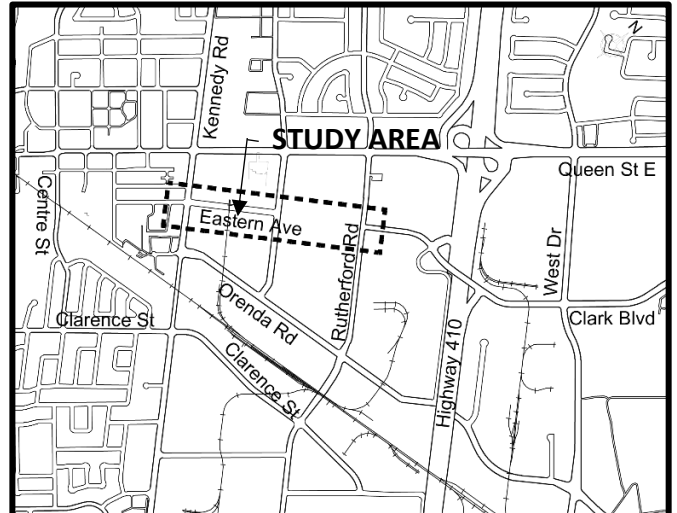 N
Kennedy Rd
STUDY AREA
Queen St E
Centre St
Eastern Ave
Rutherford Rd
West Dr
Orenda Rd
Clarence St
Clark Blvd
Highway 410
Clarence St